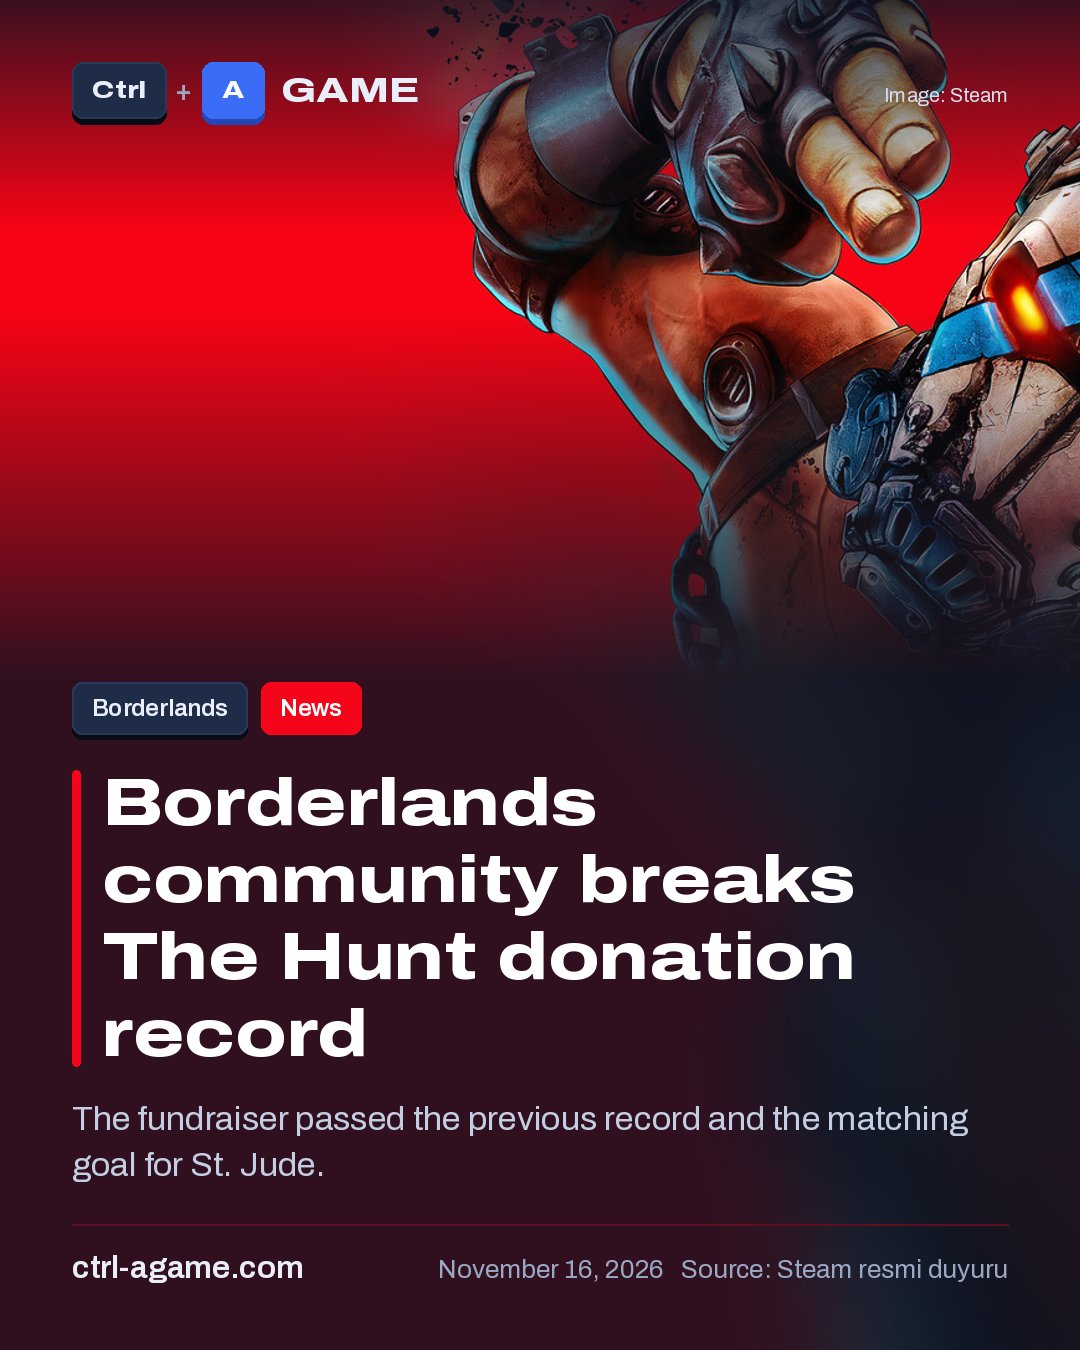 Ctrl + A GAME
Image: Steam
Borderlands News
Borderlands
community breaks
The Hunt donation
record
The fundraiser passed the previous record and the matching
goal for St. Jude.
ctrl-agame.com November 16, 2026 Source: Steam resmi duyuru